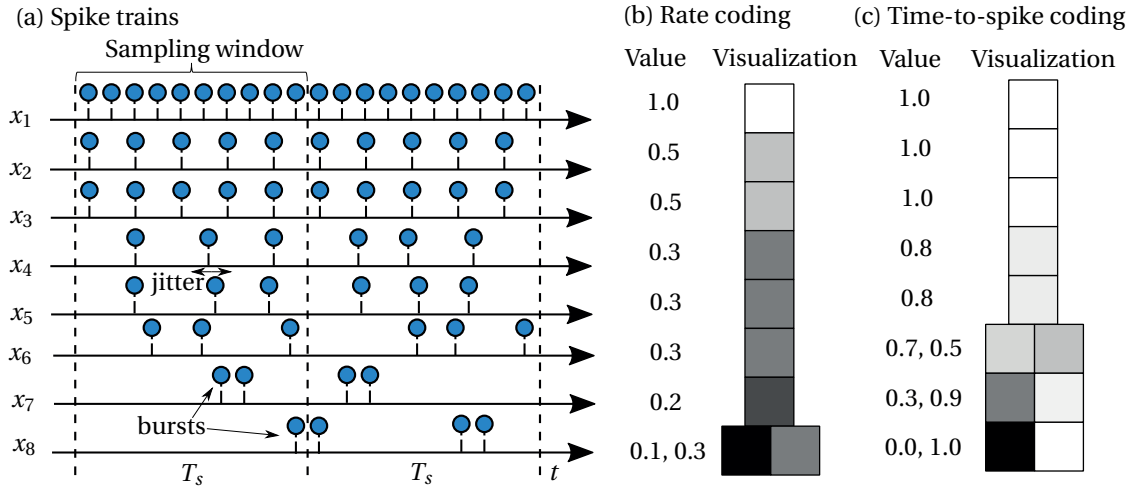 (a) Spike trains
Sampling window
x1
x2
x3
x4
jitter
x5
x6
x7
bursts
x8
Ts
Ts
t
(b) Rate coding
Value Visualization
1.0
0.5
0.5
0.3
0.3
0.3
0.2
0.1, 0.3
(c) Time-to-spike coding
Value Visualization
1.0
1.0
1.0
0.8
0.8
0.7, 0.5
0.3, 0.9
0.0, 1.0